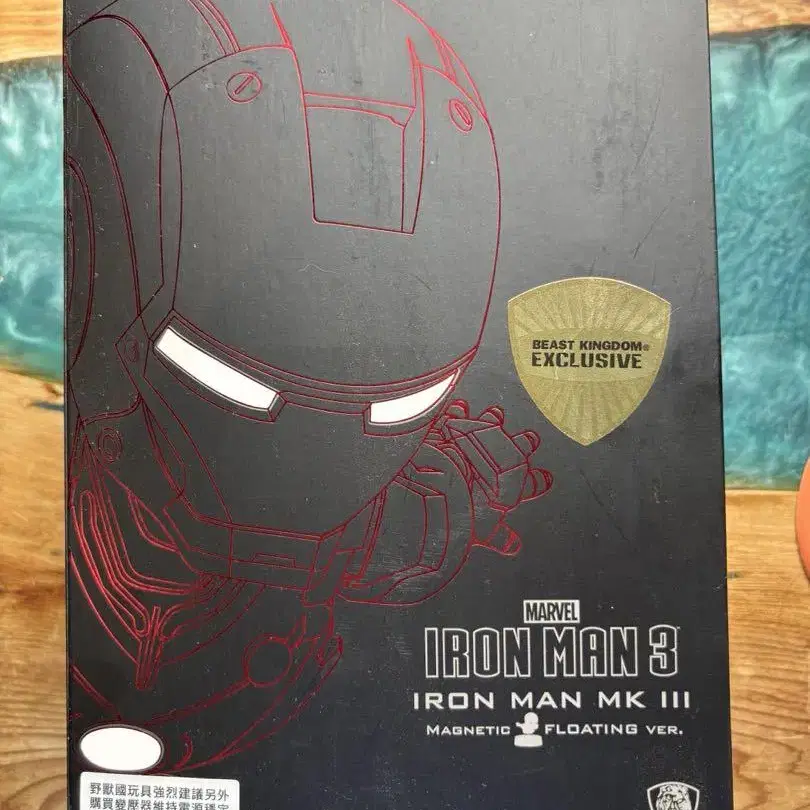 BEAST KINGDOM®
EXCLUSIVE
MARVEL
IRON MAN 3
IRON MAN MK III
MAGNETIC FLOATING VER.
野獸國玩具強烈建議另外
購買變壓器維持電源穩定